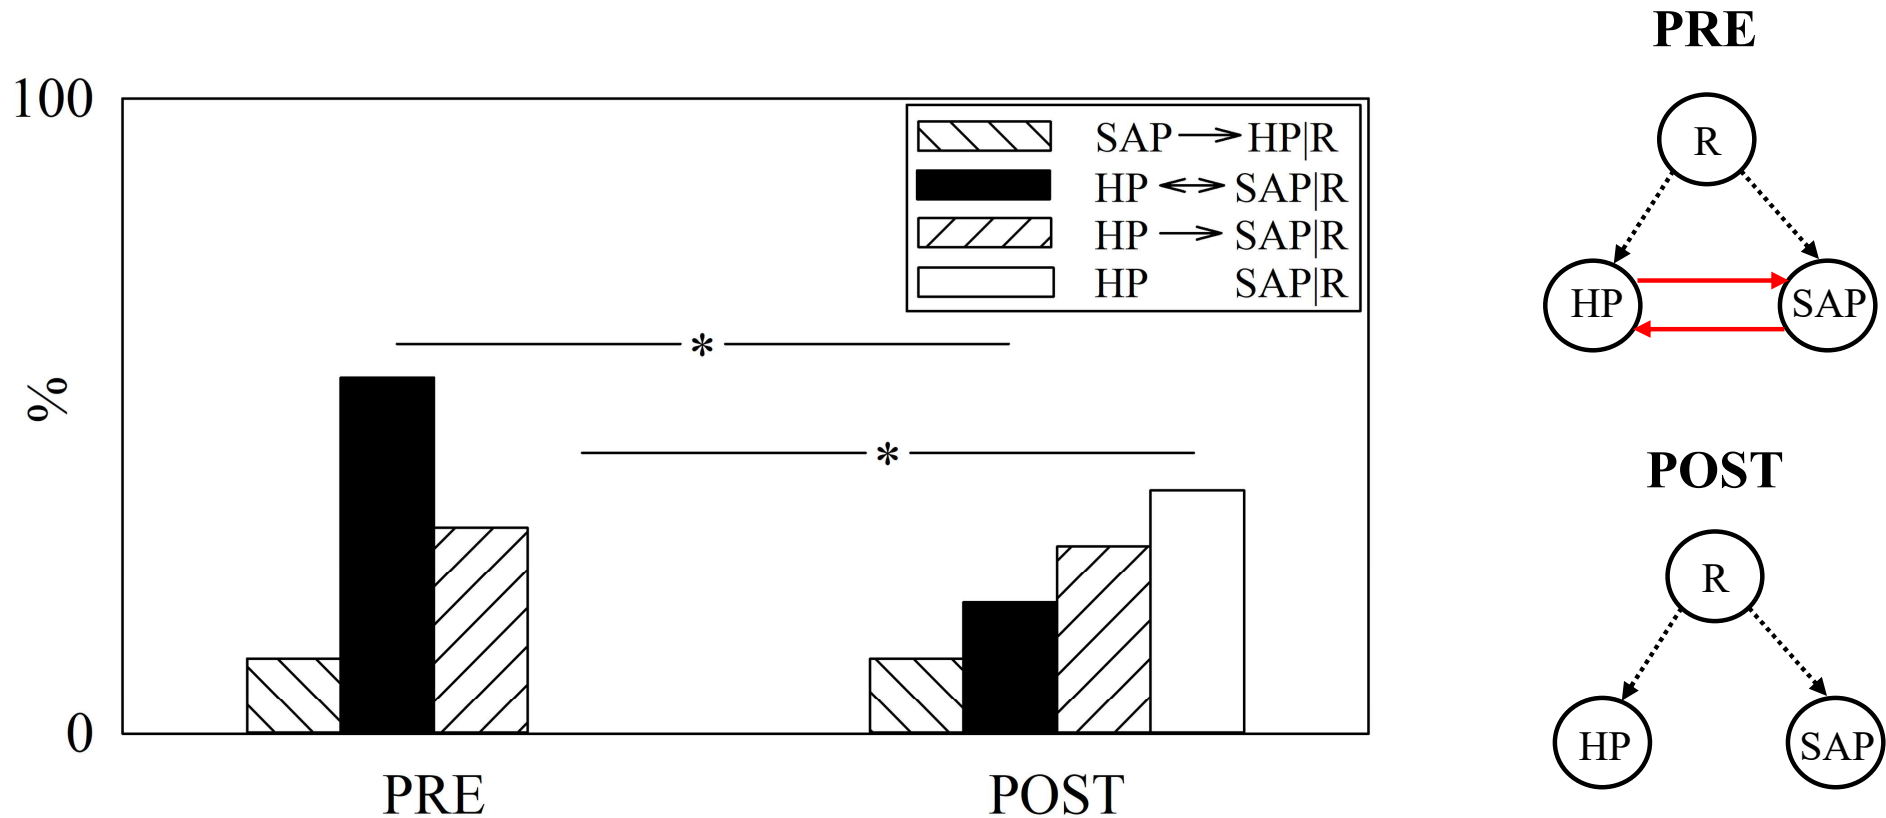 100
%
0
SAP → HP|R
HP ↔ SAP|R
HP → SAP|R
HP SAP|R
*
*
PRE
POST
PRE
R
HP
SAP
POST
R
HP
SAP